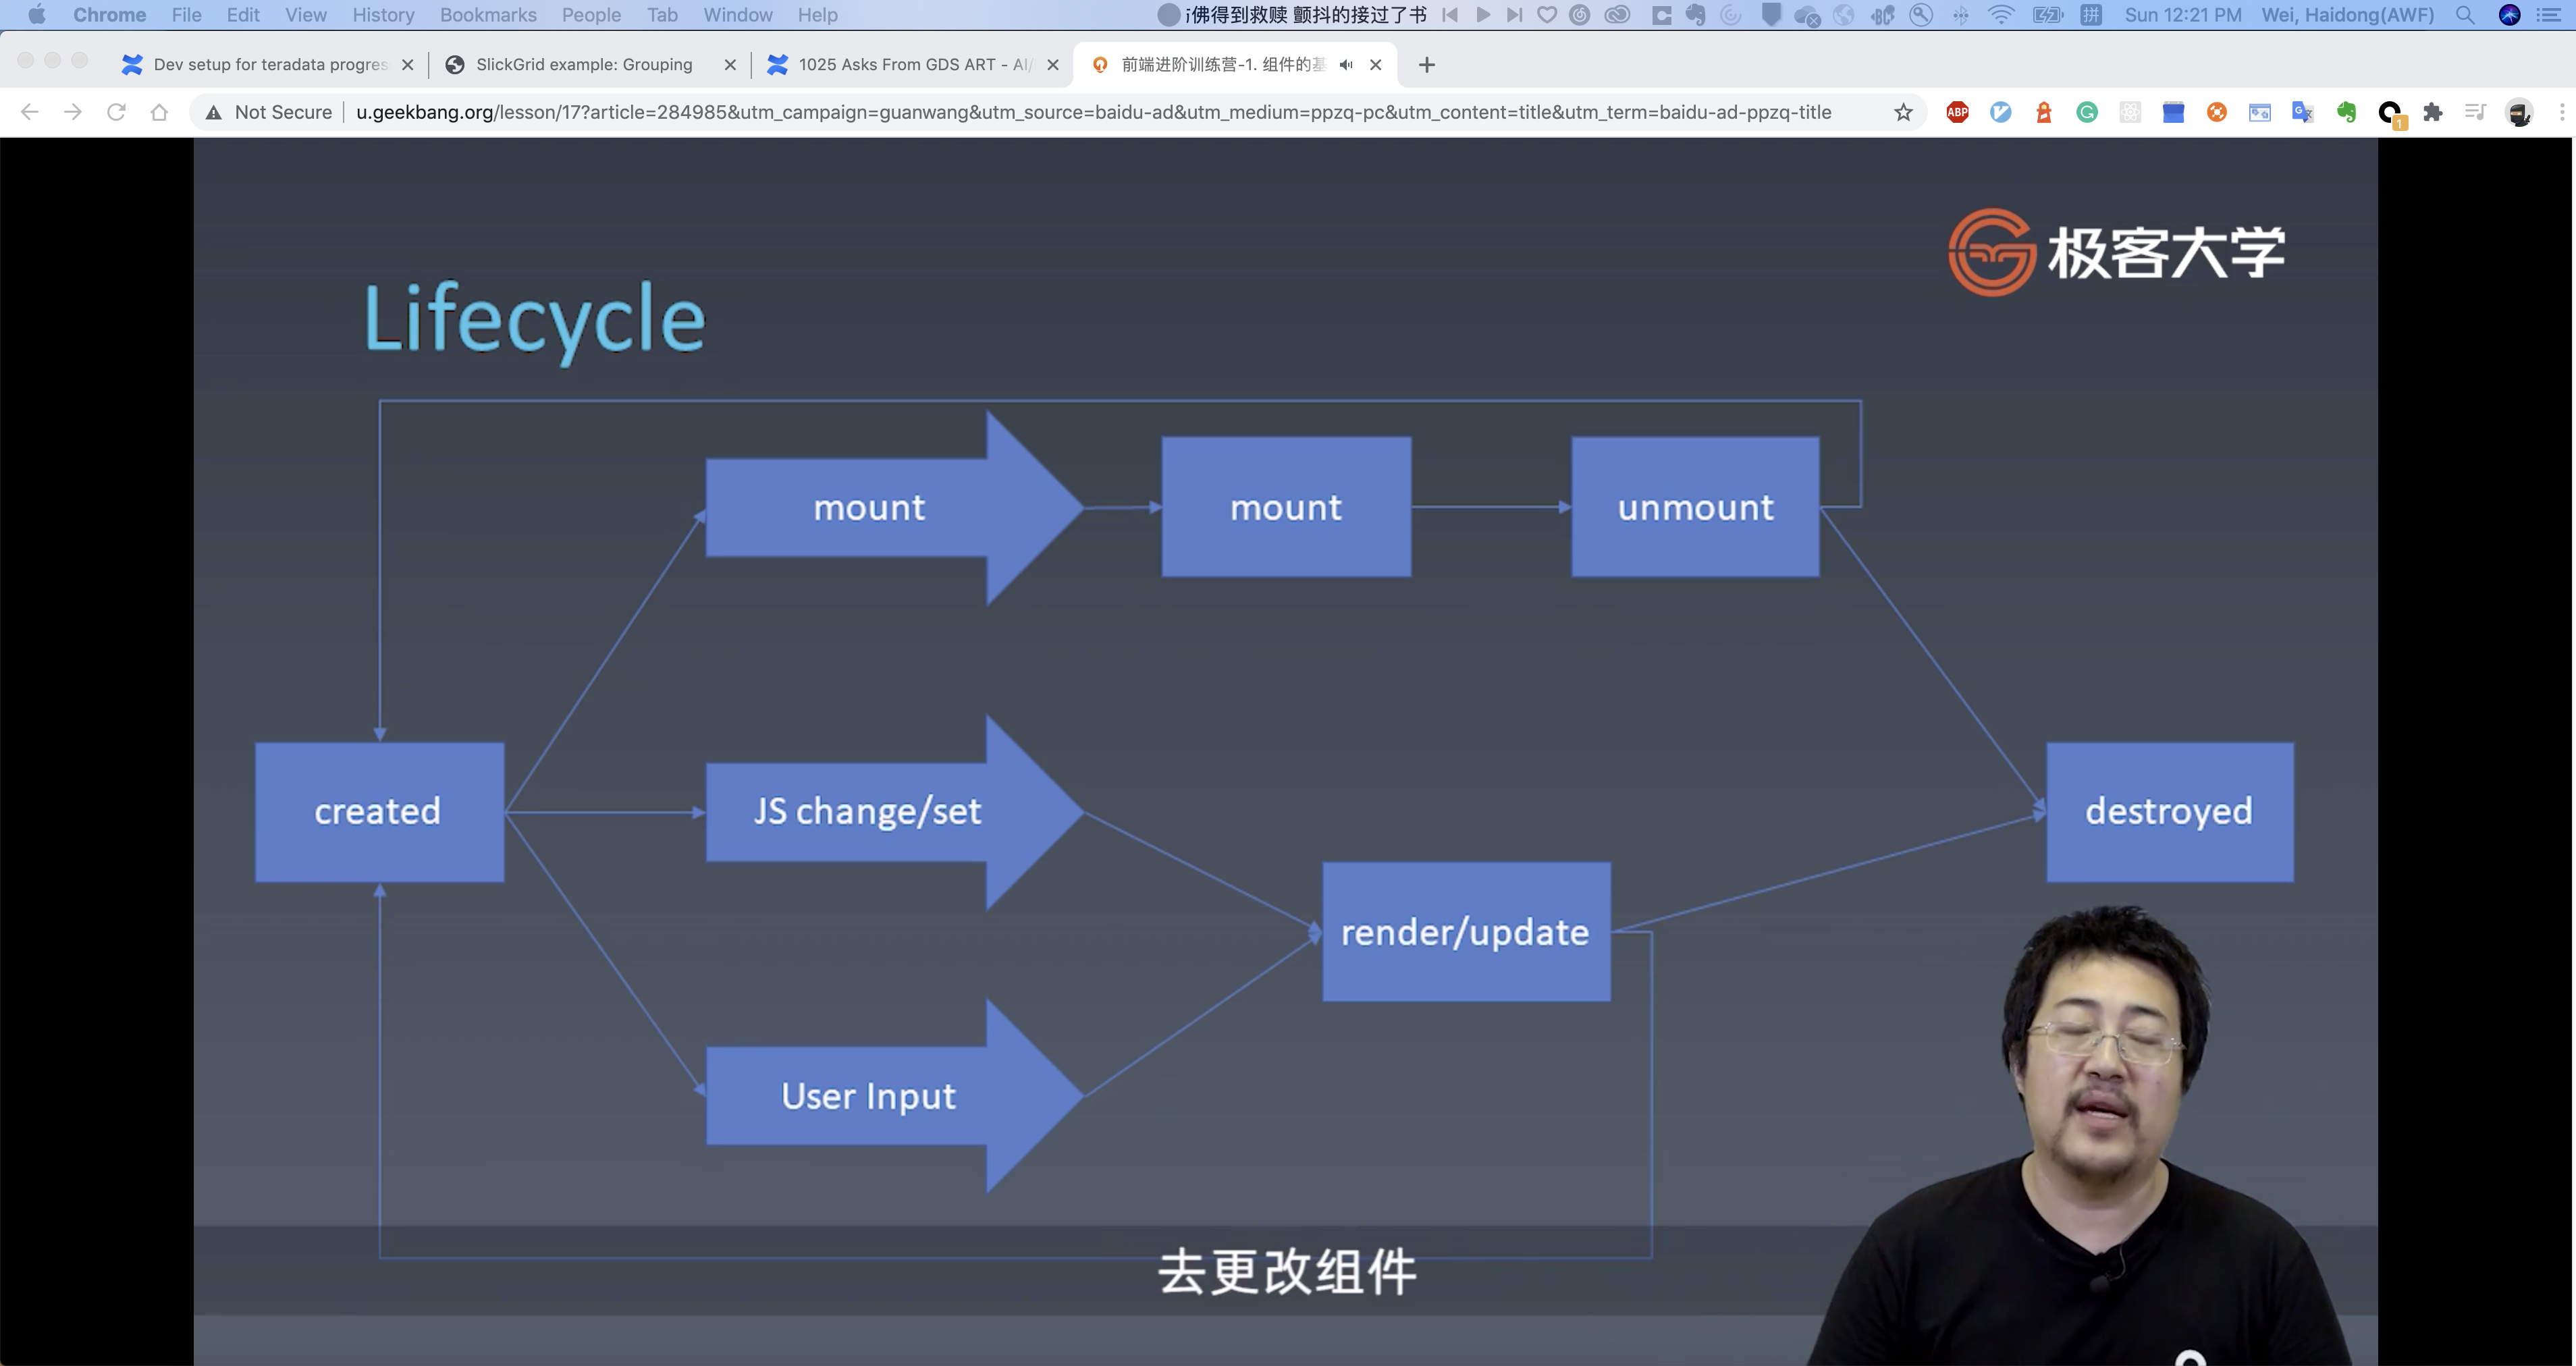 Chrome File Edit View History Bookmarks People Tab Window Help
佛得到救赎 颤抖的接过了书
Sun 12:21 PM Wei, Haidong(AWF)
Dev setup for teradata progres
SlickGrid example: Grouping
1025 Asks From GDS ART - AI/
前端进阶训练营-1. 组件的基
Not Secure
u.geekbang.org/lesson/17?article=284985&utm_campaign=guanwang&utm_source=baidu-ad&utm_medium=ppzq-pc&utm_content=title&utm_term=baidu-ad-ppzq-title
ABP
1
极客大学
Lifecycle
mount
mount
unmount
created
JS change/set
destroyed
render/update
User Input
去更改组件